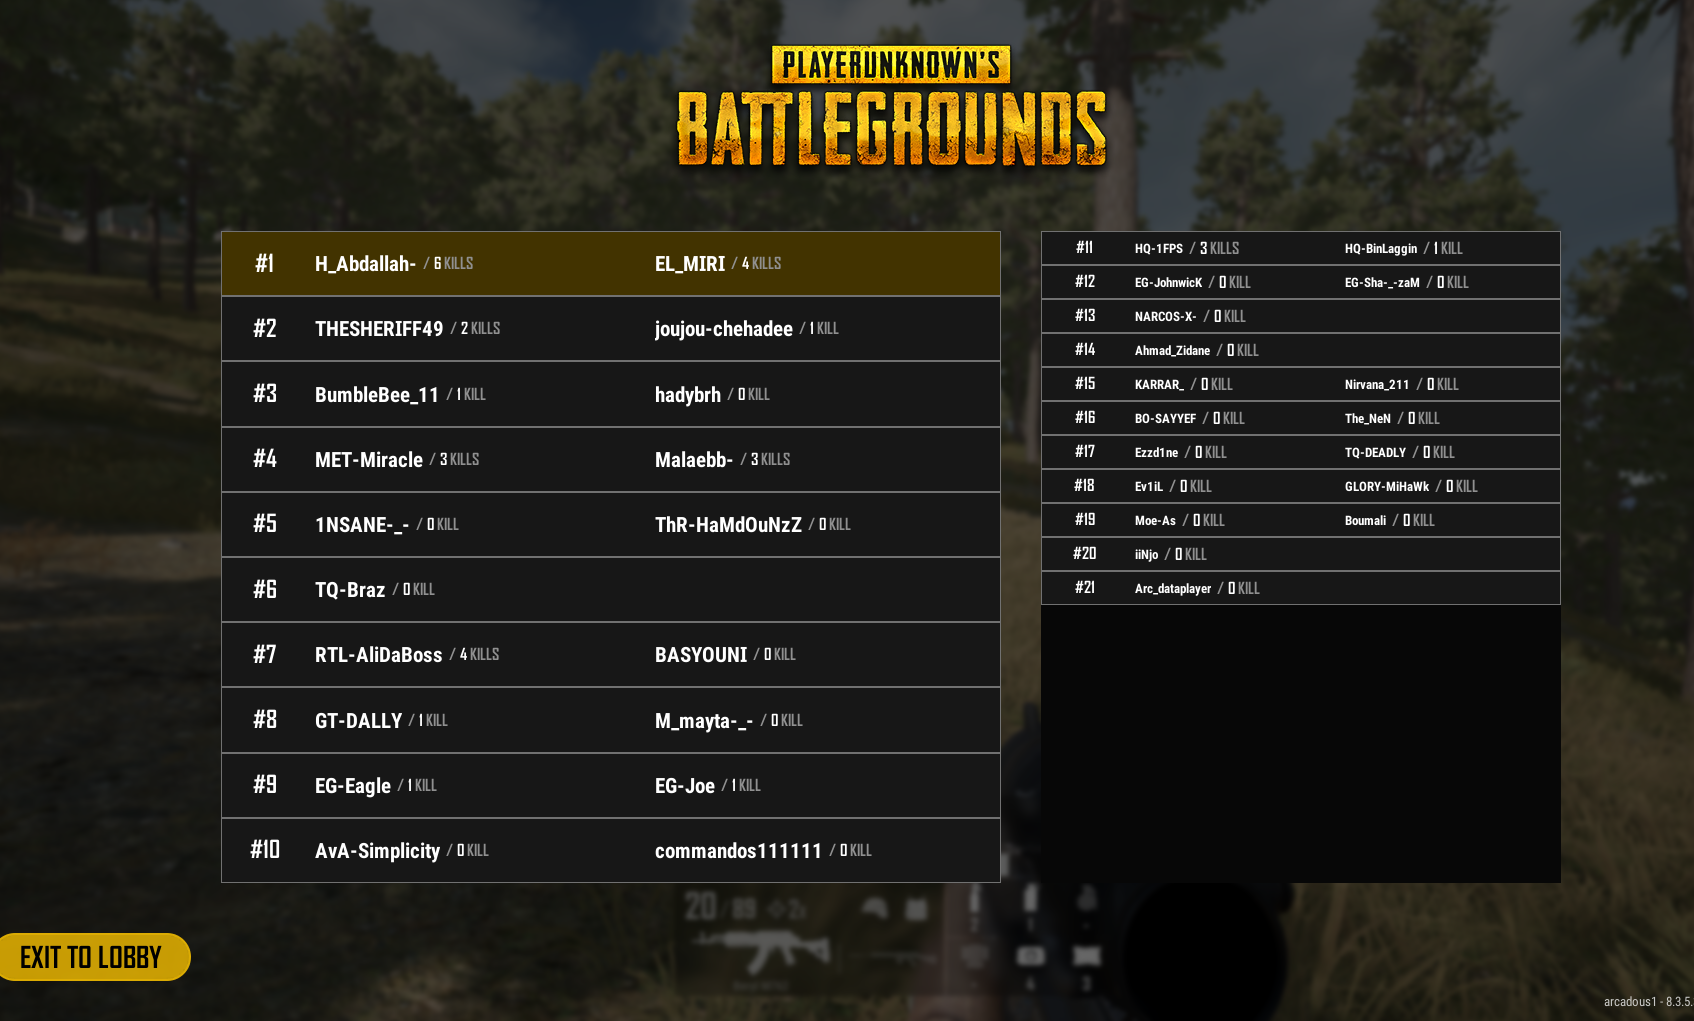 PLAYERUNKNOWN'S
BATTLEGROUNDS
#1 H_Abdallah- / 6 KILLS EL_MIRI / 4 KILLS
#2 THESHERIFF49 / 2 KILLS joujou-chehadee / 1 KILL
#3 BumbleBee_11 / 1 KILL hadybrh / 0 KILL
#4 MET-Miracle / 3 KILLS Malaebb- / 3 KILLS
#5 1NSANE-_- / 0 KILL ThR-HaMdOuNzZ / 0 KILL
#6 TQ-Braz / 0 KILL
#7 RTL-AliDaBoss / 4 KILLS BASYOUNI / 0 KILL
#8 GT-DALLY / 1 KILL M_mayta-_- / 0 KILL
#9 EG-Eagle / 1 KILL EG-Joe / 1 KILL
#10 AvA-Simplicity / 0 KILL commandos111111 / 0 KILL
#11 HQ-1FPS / 3 KILLS HQ-BinLaggin / 1 KILL
#12 EG-JohnwicK / 0 KILL EG-Sha-_-zaM / 0 KILL
#13 NARCOS-X- / 0 KILL
#14 Ahmad_Zidane / 0 KILL
#15 KARRAR_ / 0 KILL Nirvana_211 / 0 KILL
#16 BO-SAYYEF / 0 KILL The_NeN / 0 KILL
#17 Ezzd1ne / 0 KILL TQ-DEADLY / 0 KILL
#18 Ev1iL / 0 KILL GLORY-MiHaWk / 0 KILL
#19 Moe-As / 0 KILL Boumali / 0 KILL
#20 iiNjo / 0 KILL
#21 Arc_dataplayer / 0 KILL
20 / 89
2
1
4
3
EXIT TO LOBBY
arcadous1 - 8.3.5.